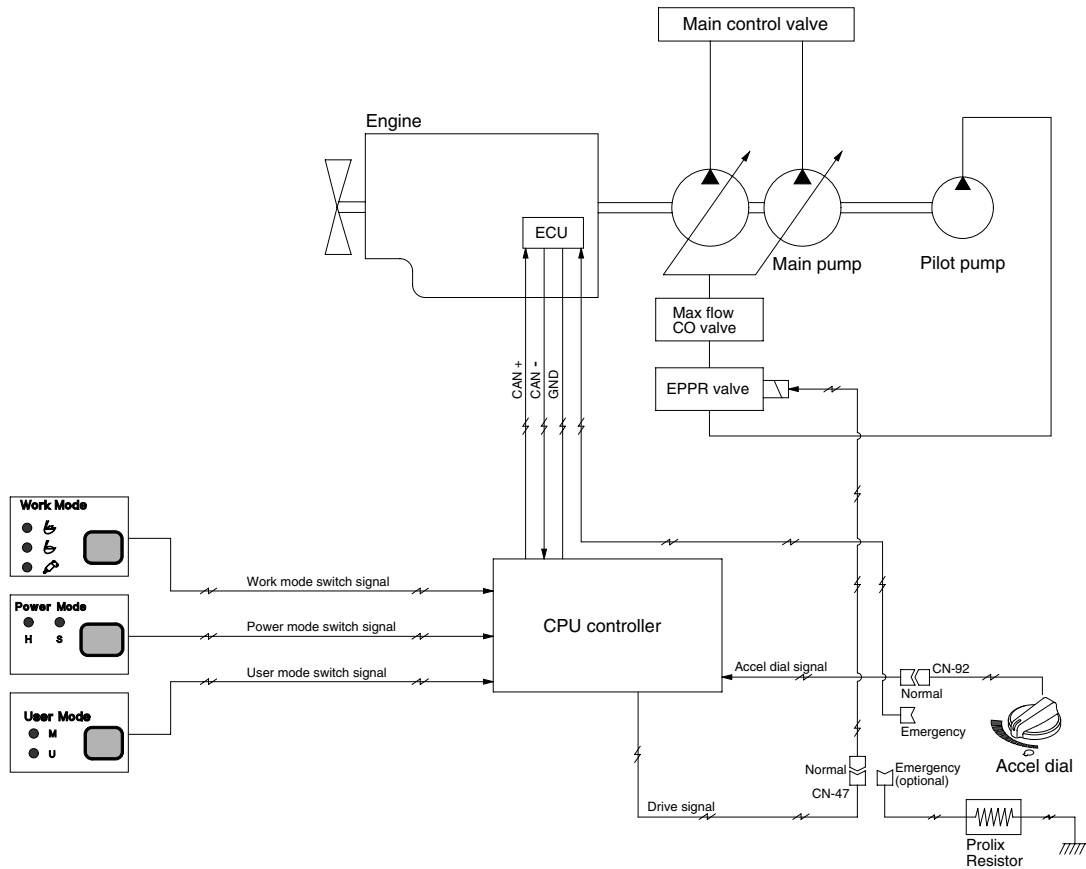 Main control valve
Engine
ECU
Main pump
Pilot pump
Max flow
CO valve
EPPR valve
CAN +
CAN -
GND
Work Mode
Work mode switch signal
Power Mode
H S
Power mode switch signal
CPU controller
User mode switch signal
User Mode
M
U
Accel dial signal
CN-92
Normal
Emergency
Accel dial
Normal
CN-47
Emergency
(optional)
Drive signal
Prolix
Resistor